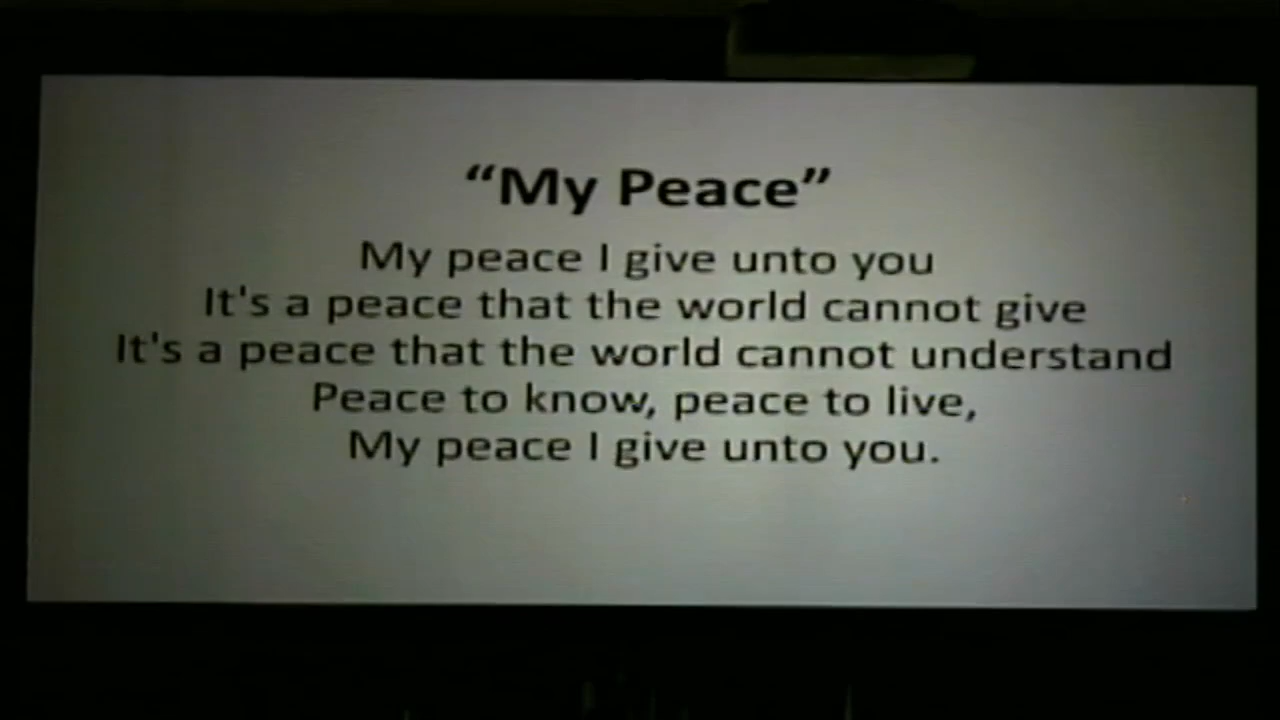 “My Peace”
My peace I give unto you
It's a peace that the world cannot give
It's a peace that the world cannot understand
Peace to know, peace to live,
My peace I give unto you.